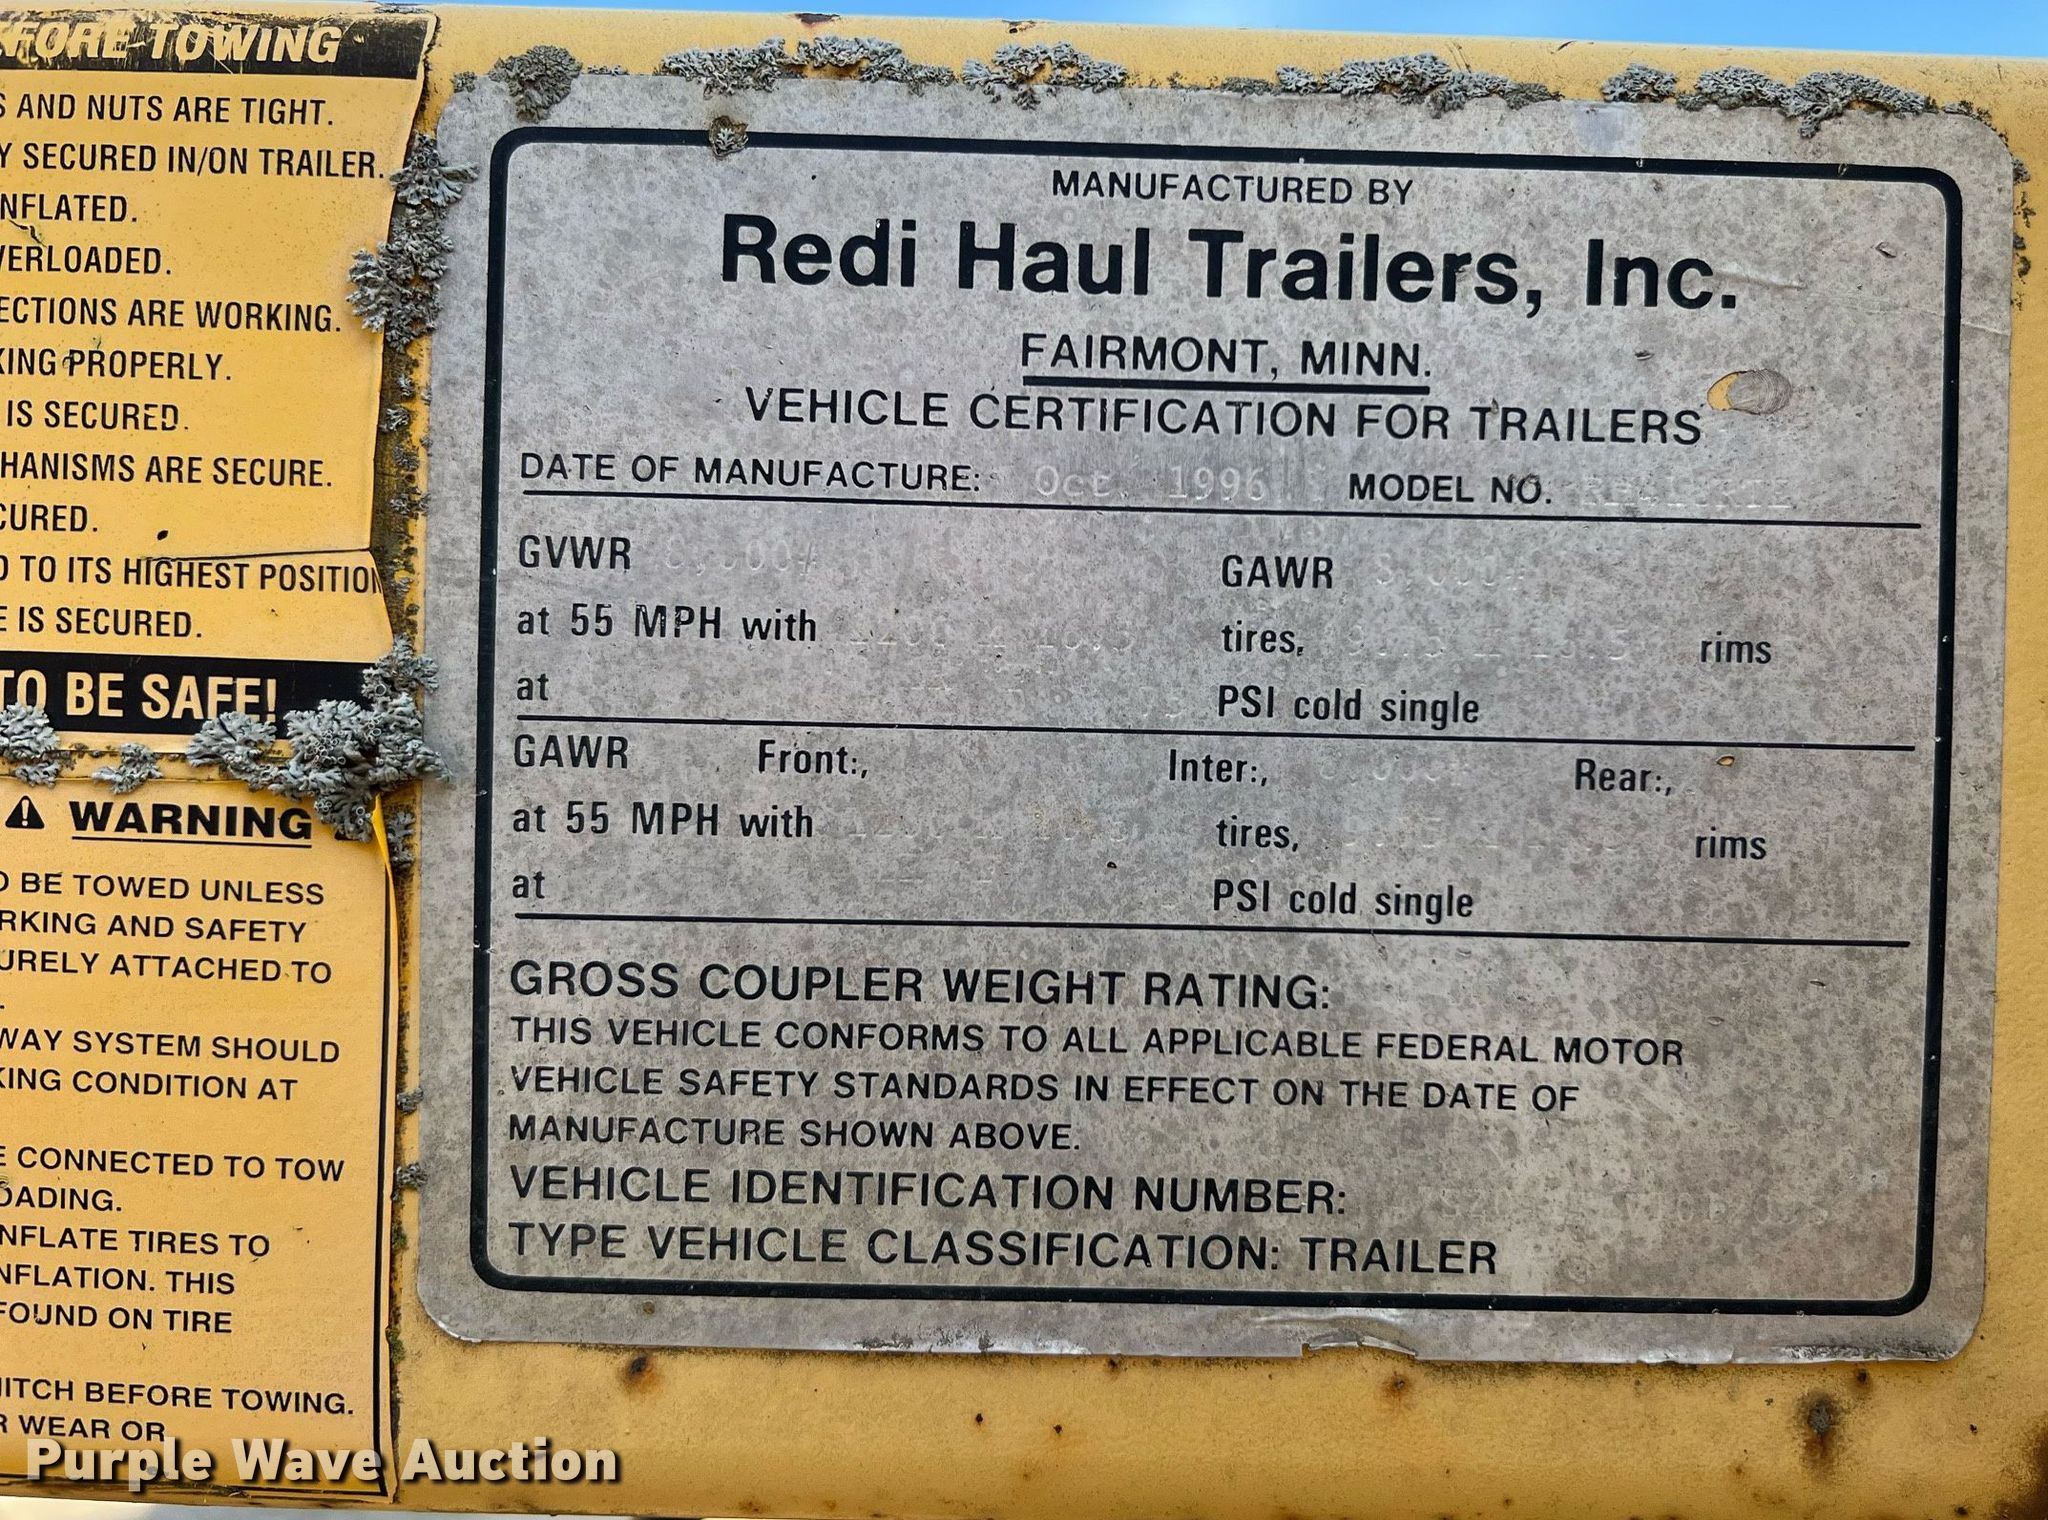 FORE TOWING
S AND NUTS ARE TIGHT.
Y SECURED IN/ON TRAILER.
NFLATED.
VERLOADED.
ECTIONS ARE WORKING.
KING PROPERLY.
IS SECURED.
HANISMS ARE SECURE.
CURED.
D TO ITS HIGHEST POSITION
E IS SECURED.
TO BE SAFE!
⚠ WARNING
O BE TOWED UNLESS
RKING AND SAFETY
URELY ATTACHED TO
WAY SYSTEM SHOULD
KING CONDITION AT
E CONNECTED TO TOW
OADING.
NFLATE TIRES TO
NFLATION. THIS
FOUND ON TIRE
HITCH BEFORE TOWING.
R WEAR OR
MANUFACTURED BY
Redi Haul Trailers, Inc.
FAIRMONT, MINN.
VEHICLE CERTIFICATION FOR TRAILERS
DATE OF MANUFACTURE: Oct. 1996 MODEL NO.
GVWR GAWR
at 55 MPH with tires, rims
at PSI cold single
GAWR Front:, Inter:, Rear:,
at 55 MPH with tires, rims
at PSI cold single
GROSS COUPLER WEIGHT RATING:
THIS VEHICLE CONFORMS TO ALL APPLICABLE FEDERAL MOTOR
VEHICLE SAFETY STANDARDS IN EFFECT ON THE DATE OF
MANUFACTURE SHOWN ABOVE.
VEHICLE IDENTIFICATION NUMBER:
TYPE VEHICLE CLASSIFICATION: TRAILER
Purple Wave Auction